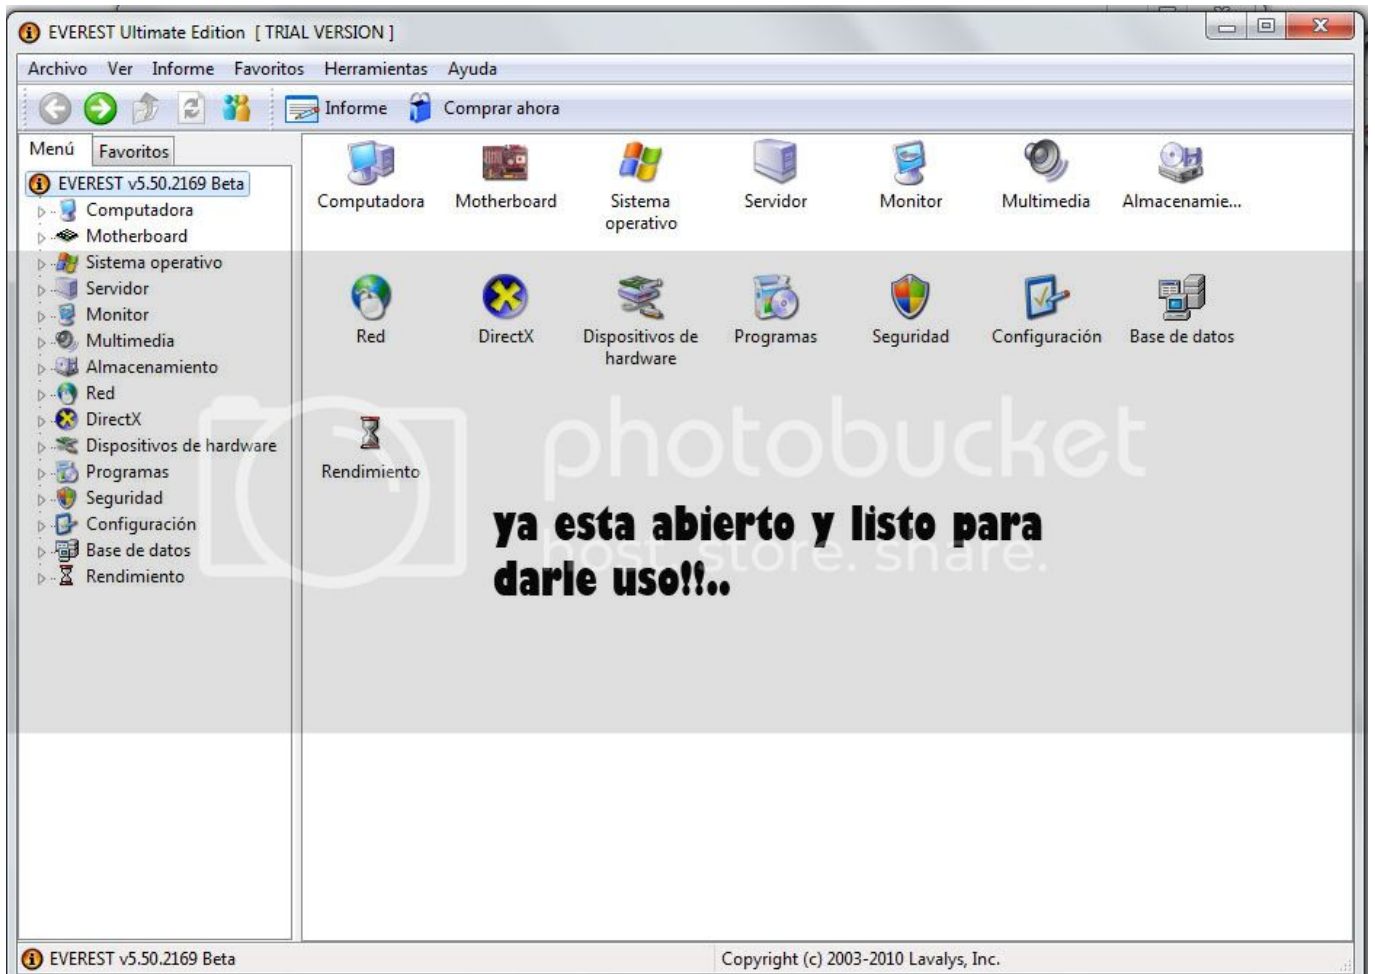 EVEREST Ultimate Edition [ TRIAL VERSION ]
Archivo Ver Informe Favoritos Herramientas Ayuda
Informe Comprar ahora
Menú Favoritos
EVEREST v5.50.2169 Beta
Computadora
Motherboard
Sistema operativo
Servidor
Monitor
Multimedia
Almacenamiento
Red
DirectX
Dispositivos de hardware
Programas
Seguridad
Configuración
Base de datos
Rendimiento
Computadora Motherboard Sistema Servidor Monitor Multimedia Almacenamie...
operativo
Red DirectX Dispositivos de Programas Seguridad Configuración Base de datos
hardware
Rendimiento
photobucket
host. store. share.
ya esta abierto y listo para
darle uso!!..
EVEREST v5.50.2169 Beta Copyright (c) 2003-2010 Lavalys, Inc.